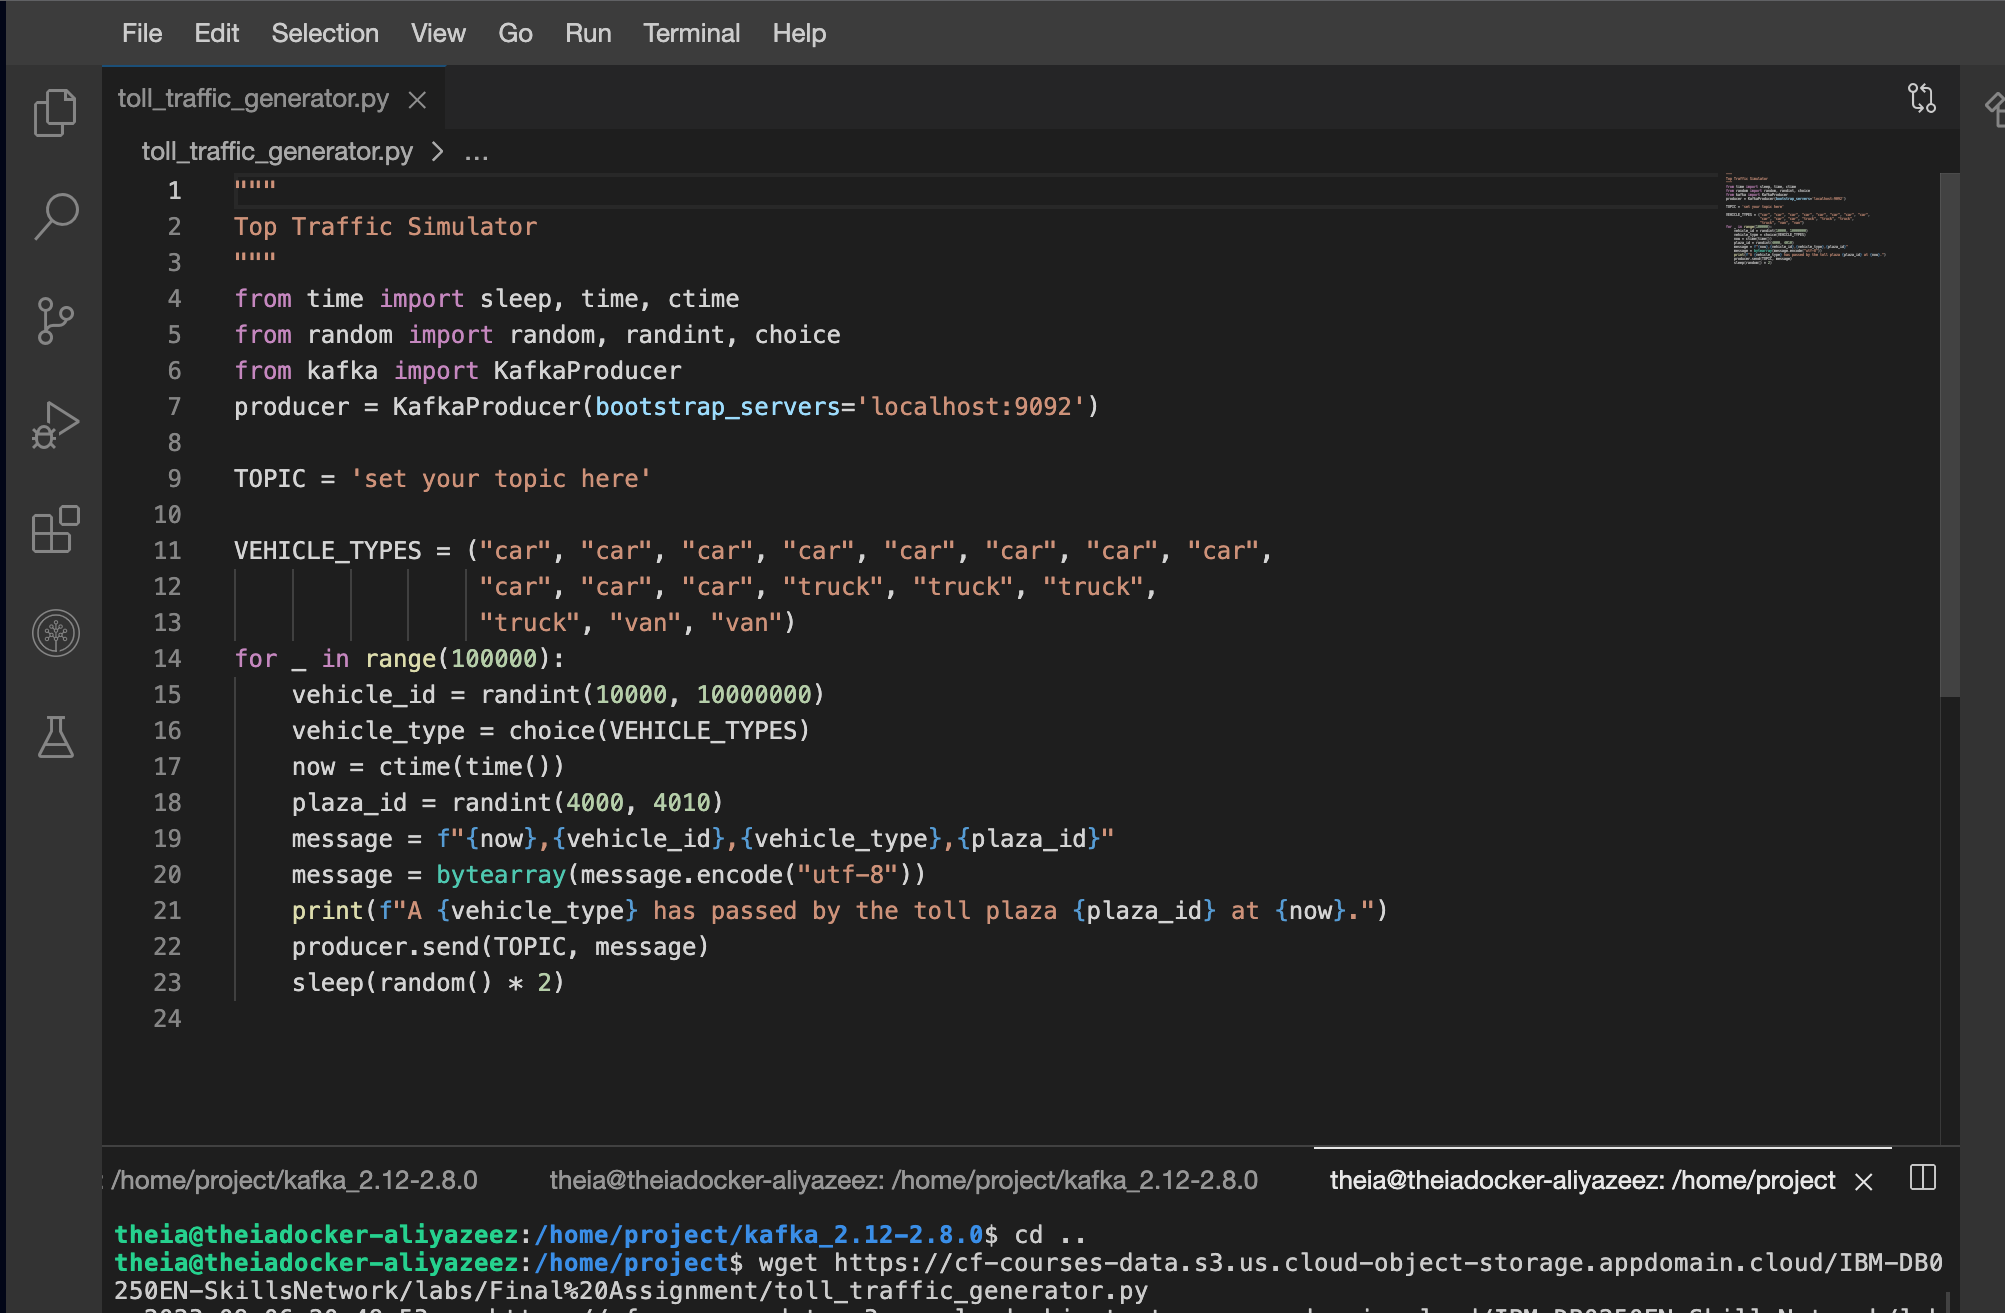 File Edit Selection View Go Run Terminal Help
toll_traffic_generator.py
toll_traffic_generator.py > ...
1 """
2 Top Traffic Simulator
3 """
4 from time import sleep, time, ctime
5 from random import random, randint, choice
6 from kafka import KafkaProducer
7 producer = KafkaProducer(bootstrap_servers='localhost:9092')
8
9 TOPIC = 'set your topic here'
10
11 VEHICLE_TYPES = ("car", "car", "car", "car", "car", "car", "car", "car",
12 "car", "car", "car", "truck", "truck", "truck",
13 "truck", "van", "van")
14 for _ in range(100000):
15 vehicle_id = randint(10000, 10000000)
16 vehicle_type = choice(VEHICLE_TYPES)
17 now = ctime(time())
18 plaza_id = randint(4000, 4010)
19 message = f"{now},{vehicle_id},{vehicle_type},{plaza_id}"
20 message = bytearray(message.encode("utf-8"))
21 print(f"A {vehicle_type} has passed by the toll plaza {plaza_id} at {now}.")
22 producer.send(TOPIC, message)
23 sleep(random() * 2)
24
: /home/project/kafka_2.12-2.8.0 theia@theiadocker-aliyazeez: /home/project/kafka_2.12-2.8.0 theia@theiadocker-aliyazeez: /home/project
theia@theiadocker-aliyazeez:/home/project/kafka_2.12-2.8.0$ cd ..
theia@theiadocker-aliyazeez:/home/project$ wget https://cf-courses-data.s3.us.cloud-object-storage.appdomain.cloud/IBM-DB0
250EN-SkillsNetwork/labs/Final%20Assignment/toll_traffic_generator.py